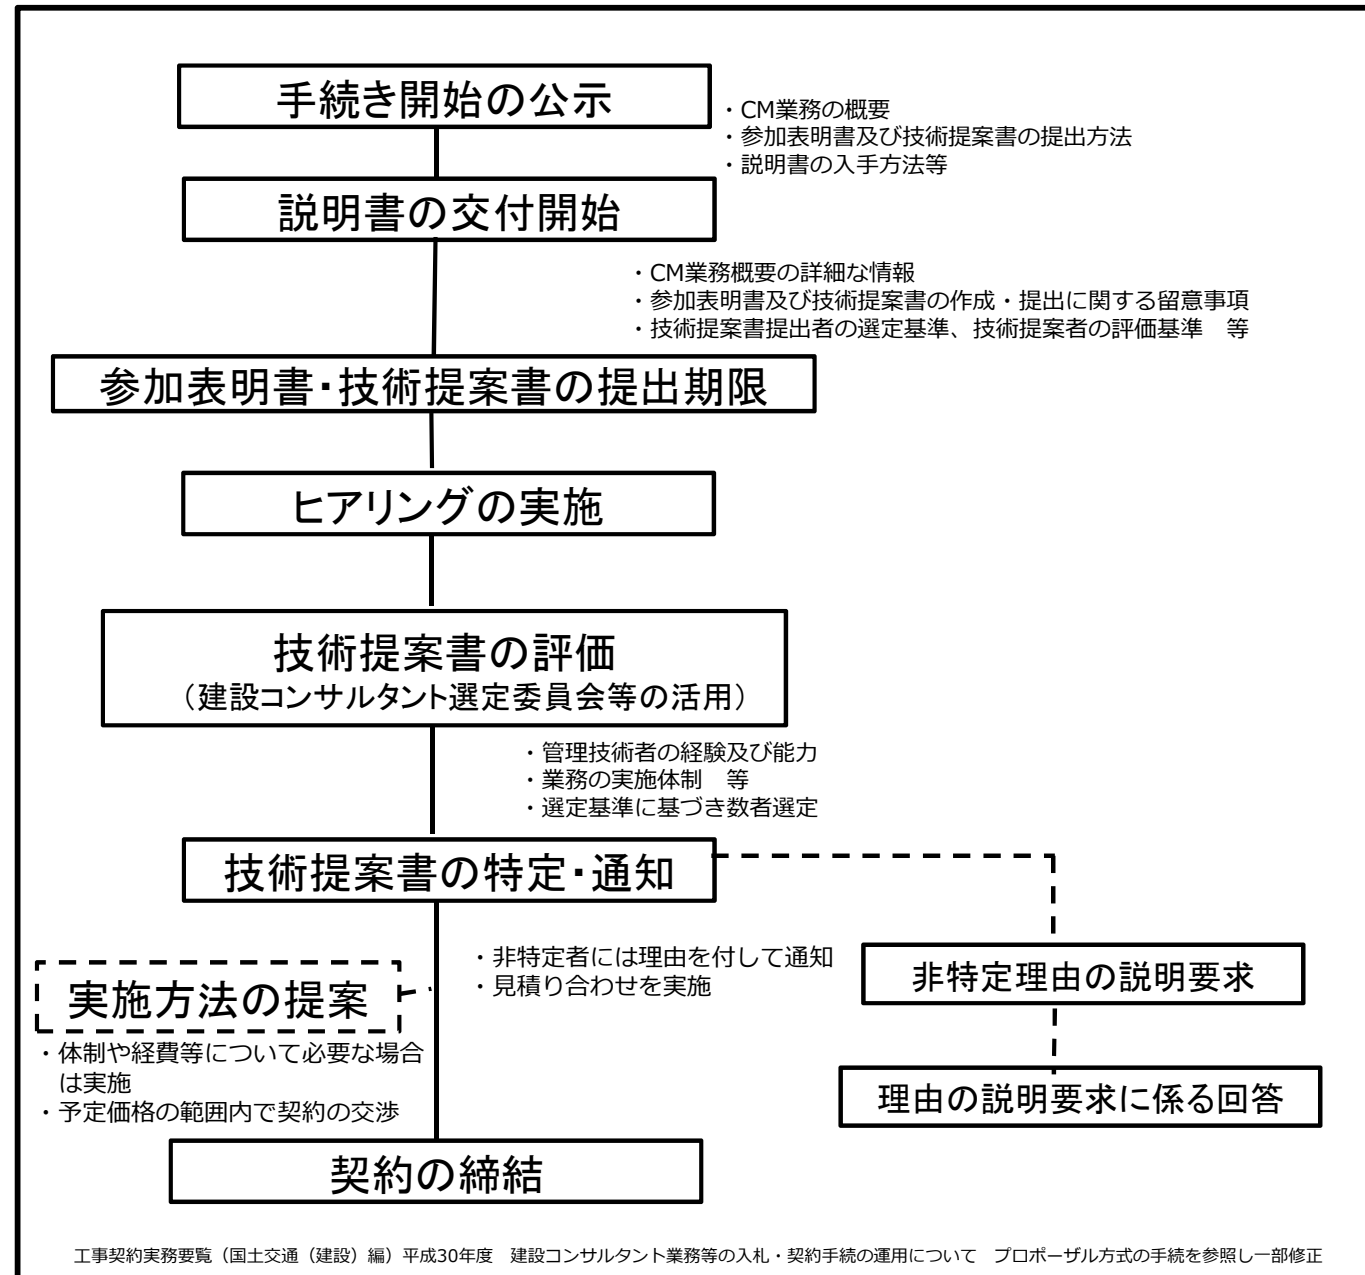 手続き開始の公示
・CM業務の概要
・参加表明書及び技術提案書の提出方法
・説明書の入手方法等
説明書の交付開始
・CM業務概要の詳細な情報
・参加表明書及び技術提案書の作成・提出に関する留意事項
・技術提案書提出者の選定基準、技術提案者の評価基準　等
参加表明書・技術提案書の提出期限
ヒアリングの実施
技術提案書の評価
（建設コンサルタント選定委員会等の活用）
・管理技術者の経験及び能力
・業務の実施体制　等
・選定基準に基づき数者選定
技術提案書の特定・通知
・非特定者には理由を付して通知
・見積り合わせを実施
実施方法の提案
・体制や経費等について必要な場合
は実施
・予定価格の範囲内で契約の交渉
非特定理由の説明要求
理由の説明要求に係る回答
契約の締結
工事契約実務要覧（国土交通（建設）編）平成30年度　建設コンサルタント業務等の入札・契約手続の運用について　プロポーザル方式の手続を参照し一部修正